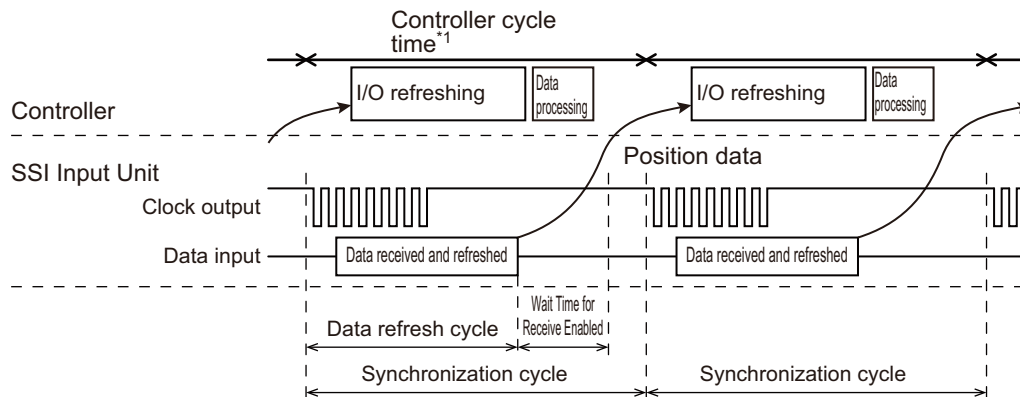 Controller cycle
time*1
I/O refreshing
Data
processing
I/O refreshing
Data
processing
Controller
SSI Input Unit
Position data
Clock output
Data input
Data received and refreshed
Data received and refreshed
Wait Time for
Receive Enabled
Data refresh cycle
Synchronization cycle
Synchronization cycle